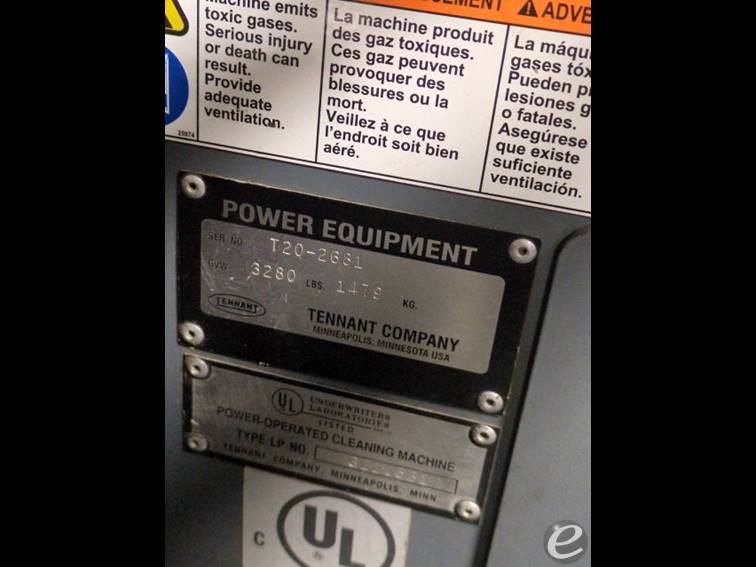 CEMENT ⚠ ADVE
Machine emits
toxic gases.
Serious injury
or death can
result.
Provide
adequate
ventilation.
La machine produit
des gaz toxiques.
Ces gaz peuvent
provoquer des
blessures ou la
mort.
Veillez à ce que
l'endroit soit bien
aéré.
La máqu
gases tóx
Pueden p
lesiones g
o fatales.
Asegúrese
que existe
suficiente
ventilación.
POWER EQUIPMENT
SER. NO. T20-2681
GVW 3280 LBS 1479 KG.
TENNANT
TENNANT COMPANY
MINNEAPOLIS, MINNESOTA USA
UL UNDERWRITERS
LABORATORIES
LISTED
POWER-OPERATED CLEANING MACHINE
TYPE LP NO.
TENNANT COMPANY, MINNEAPOLIS, MINN.
C UL ®
e